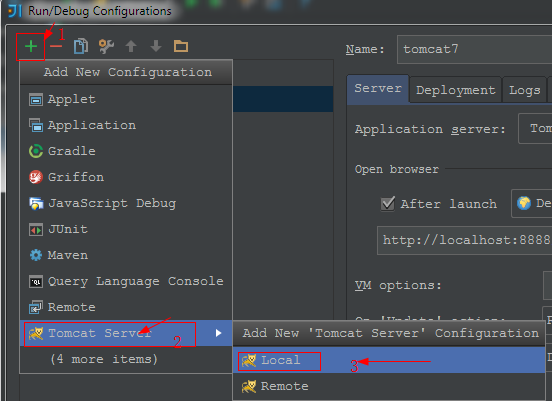 Run/Debug Configurations
1
Name: tomcat7
Add New Configuration
Applet
Application
Gradle
Griffon
JavaScript Debug
JUnit
Maven
Query Language Console
Remote
Tomcat Server
2
(4 more items)
Server Deployment Logs
Application server: Tom
Open browser
After launch De
http://localhost:8888
VM options:
On 'Update' action:
Add New 'Tomcat Server' Configuration
Local
3
Remote